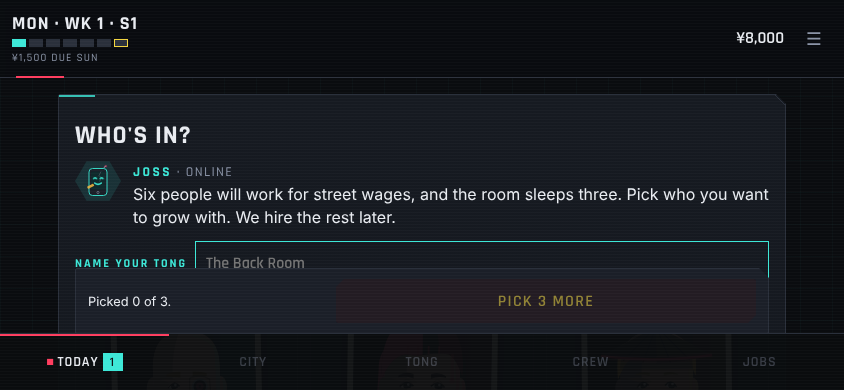 MON · WK 1 · S1
¥1,500 DUE SUN
¥8,000
WHO'S IN?
JOSS · ONLINE
Six people will work for street wages, and the room sleeps three. Pick who you want
to grow with. We hire the rest later.
NAME YOUR TONG
The Back Room
Picked 0 of 3.
PICK 3 MORE
TODAY 1
CITY
TONG
CREW
JOBS